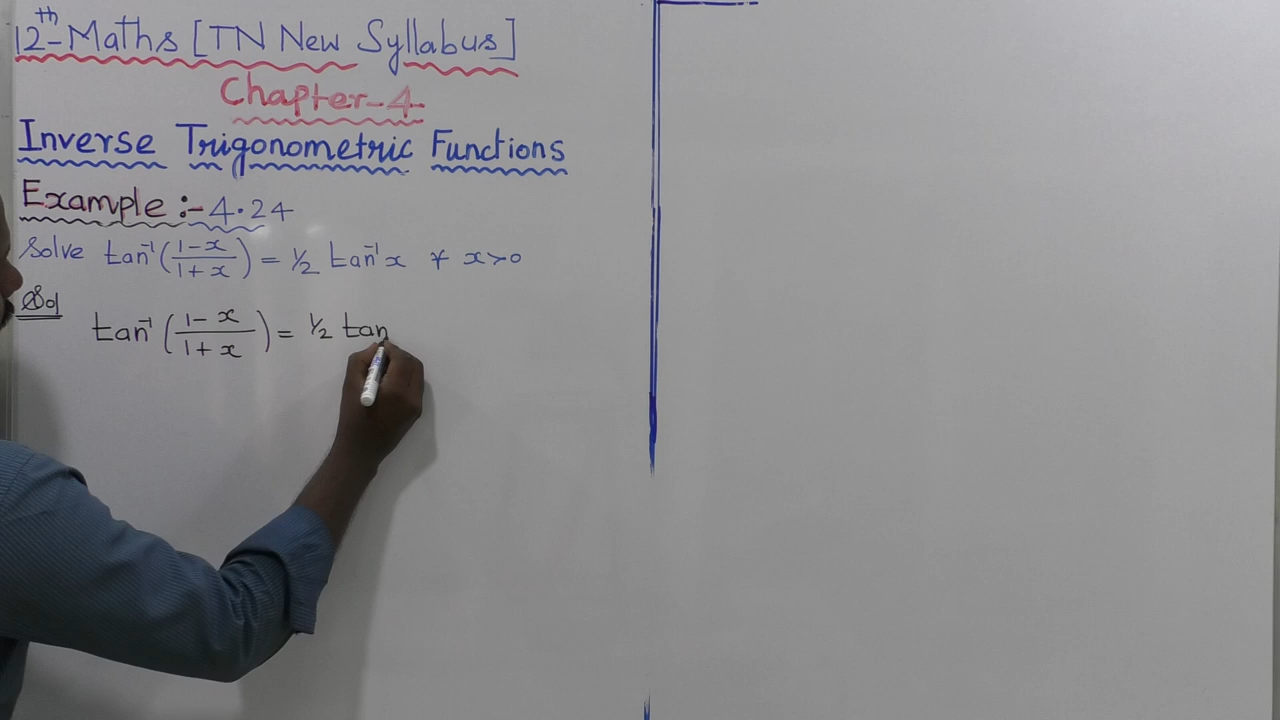 12th-Maths [TN New Syllabus]
Chapter-4
Inverse Trigonometric Functions
Example :- 4.24
Solve tan⁻¹((1-x)/(1+x)) = 1/2 tan⁻¹x ∀ x>0
Sol
tan⁻¹((1-x)/(1+x)) = 1/2 tan